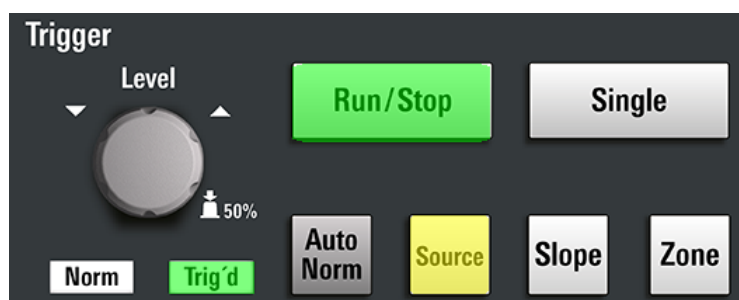 Trigger
Level
Run/Stop
Single
50%
Auto
Norm
Source
Slope
Zone
Norm
Trig´d